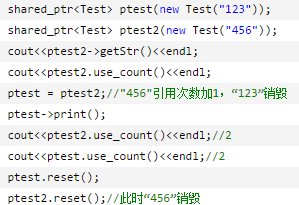 shared_ptr<Test> ptest(new Test("123"));
shared_ptr<Test> ptest2(new Test("456"));
cout<<ptest2->getStr()<<endl;
cout<<ptest2.use_count()<<endl;
ptest = ptest2;//"456"引用次数加1，“123”销毁
ptest->print();
cout<<ptest2.use_count()<<endl;//2
cout<<ptest.use_count()<<endl;//2
ptest.reset();
ptest2.reset();//此时“456”销毁